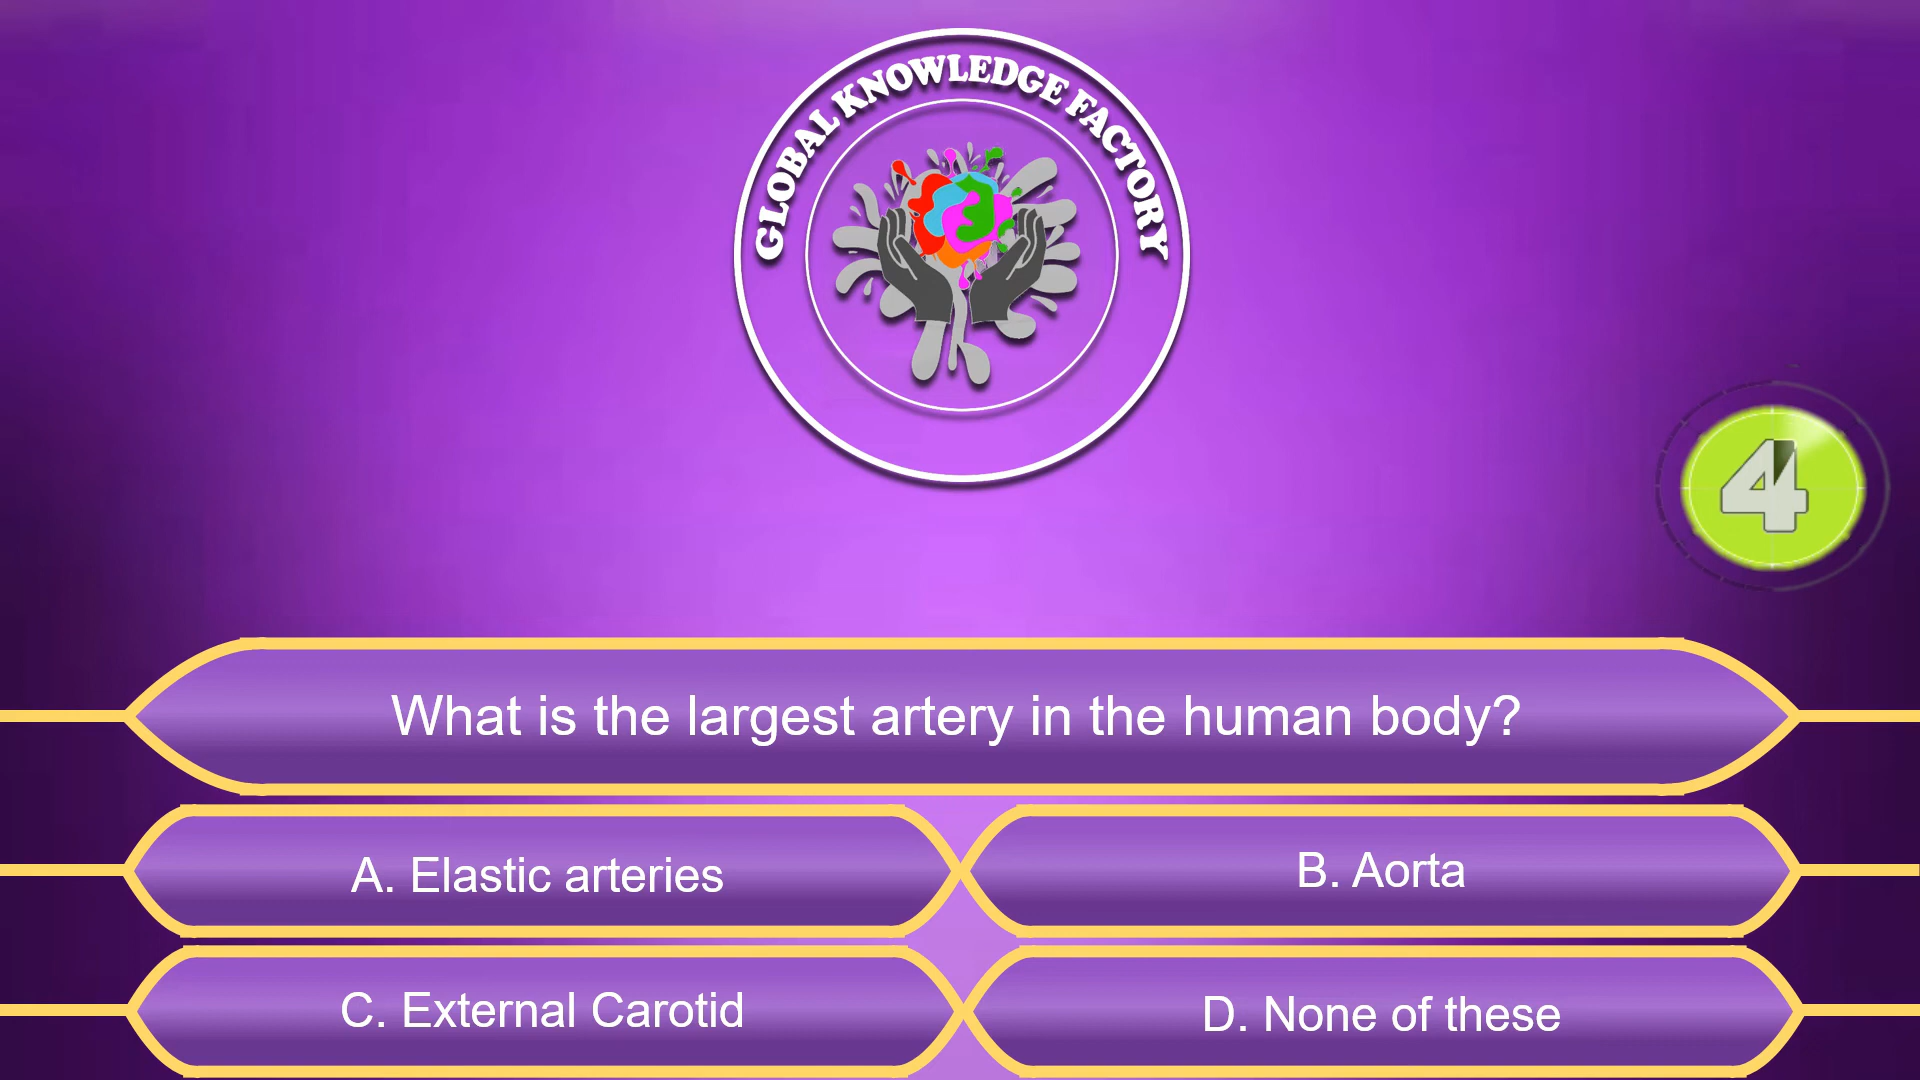 GLOBAL KNOWLEDGE FACTORY
4
What is the largest artery in the human body?
A. Elastic arteries
B. Aorta
C. External Carotid
D. None of these